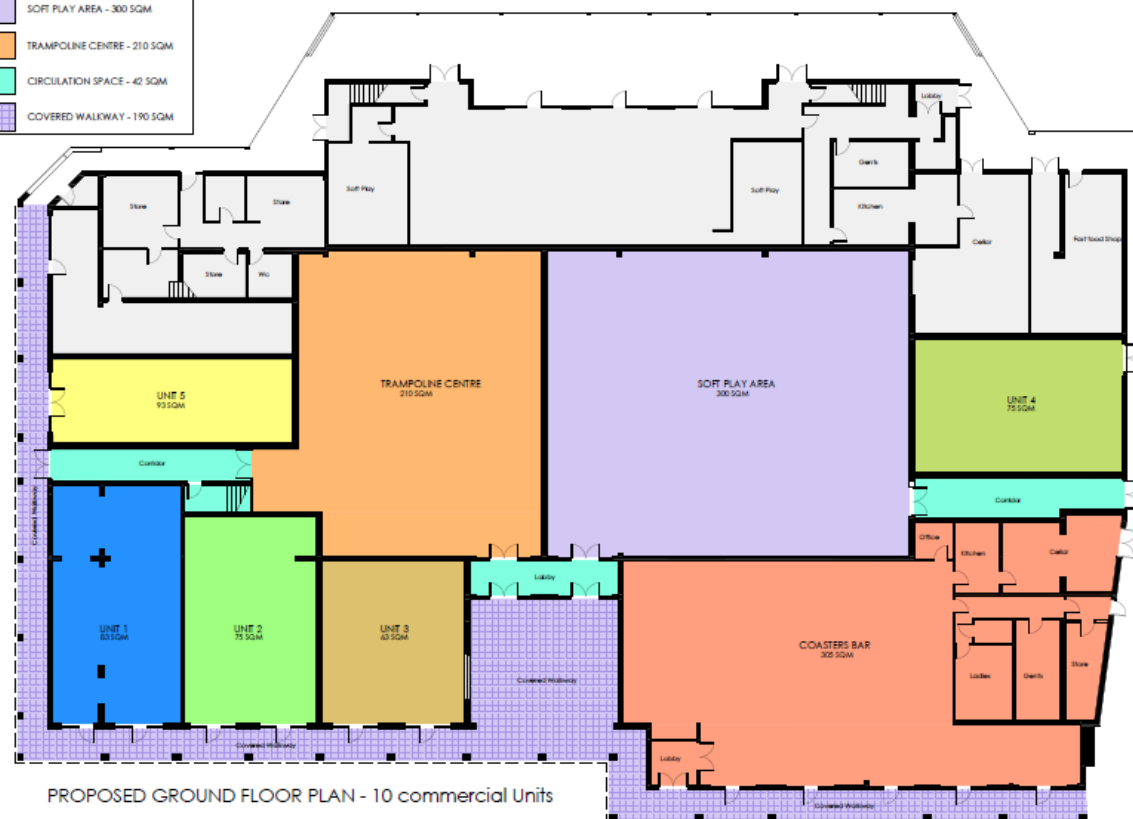 SOFT PLAY AREA - 300 SQM
TRAMPOLINE CENTRE - 210 SQM
CIRCULATION SPACE - 42 SQM
COVERED WALKWAY - 190 SQM
Lobby
Gents
Soft Play
Soft Play
Kitchen
Store
Store
Cellar
Fast food Shop
Store
Wc
TRAMPOLINE CENTRE
210 SQM
SOFT PLAY AREA
300 SQM
UNIT 5
93 SQM
UNIT 4
75 SQM
Corridor
Corridor
Covered Walkway
Office
Kitchen
Cellar
Lobby
UNIT 1
83 SQM
UNIT 2
75 SQM
UNIT 3
63 SQM
COASTERS BAR
305 SQM
Covered Walkway
Ladies
Gents
Store
Covered Walkway
Lobby
PROPOSED GROUND FLOOR PLAN - 10 commercial Units
Covered Walkway